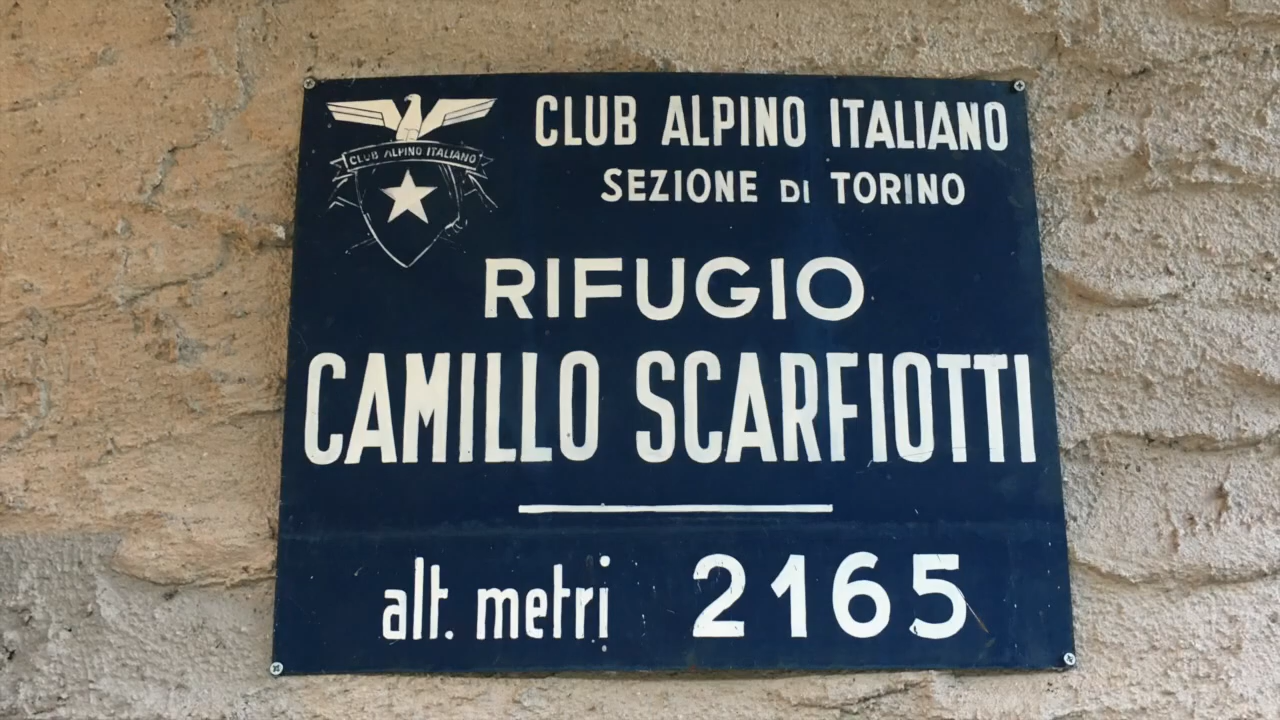 CLUB ALPINO ITALIANO
CLUB ALPINO ITALIANO
SEZIONE DI TORINO
RIFUGIO
CAMILLO SCARFIOTTI
alt. metri 2165